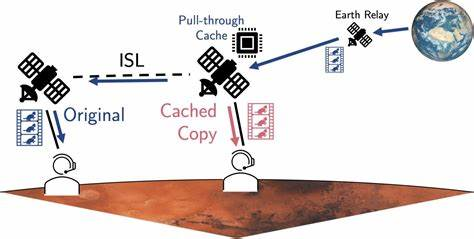 Pull-through
Cache
Earth Relay
ISL
Original
Cached
Copy